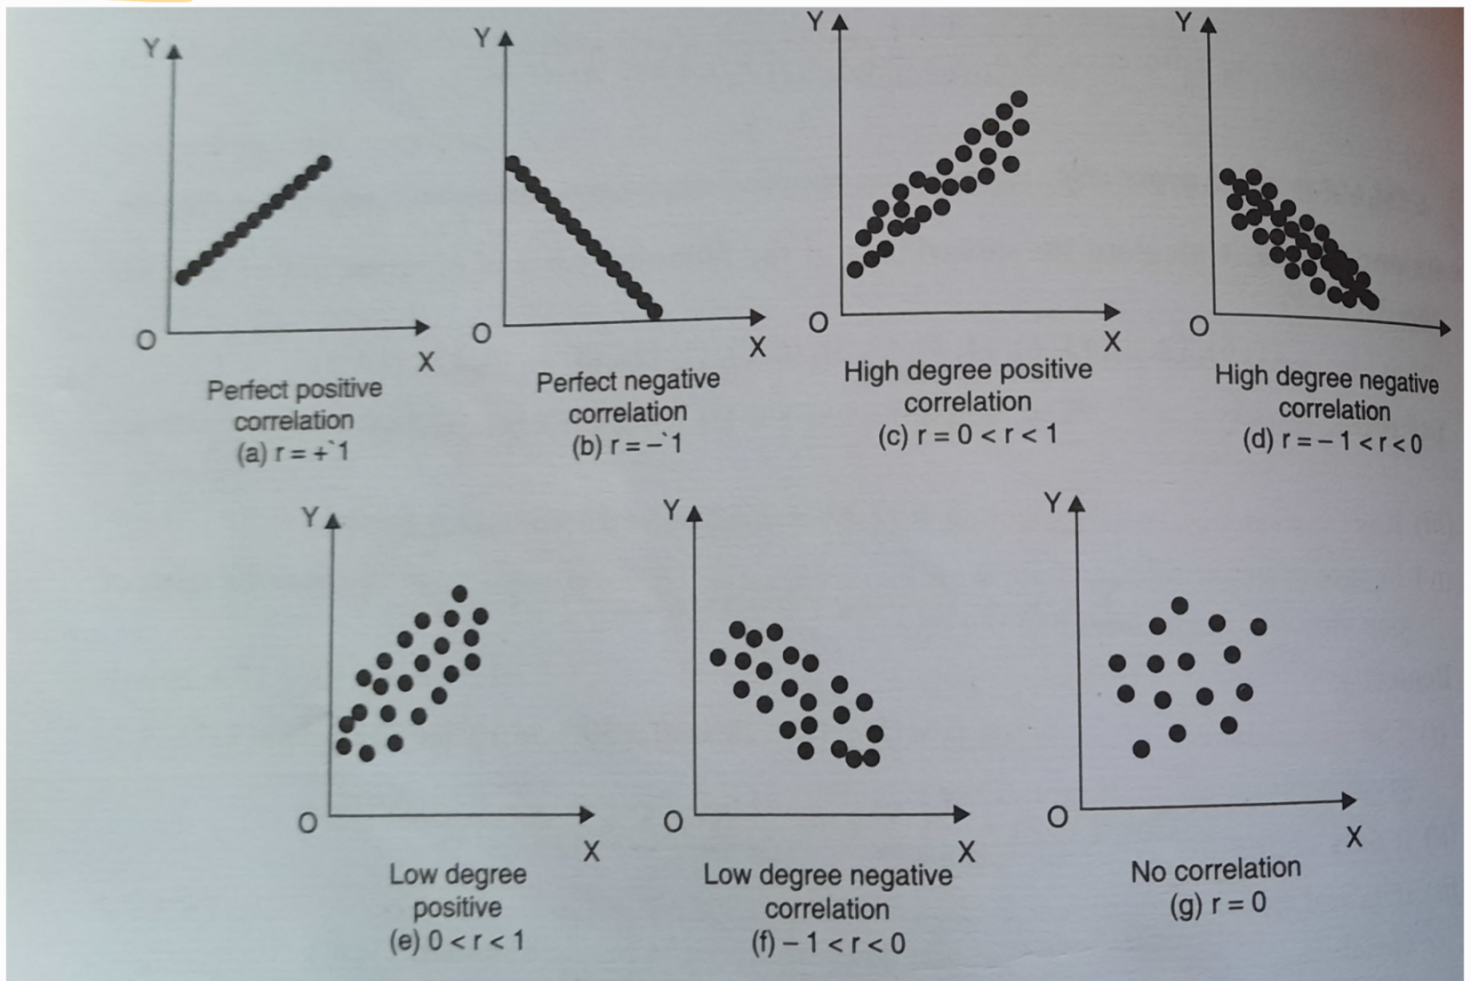 Y
O
X
Perfect positive
correlation
(a) r = +`1
Y
O
X
Perfect negative
correlation
(b) r = –`1
Y
O
X
High degree positive
correlation
(c) r = 0 < r < 1
Y
O
High degree negative
correlation
(d) r = – 1 < r < 0
Y
O
X
Low degree
positive
(e) 0 < r < 1
Y
O
X
Low degree negative
correlation
(f) – 1 < r < 0
Y
O
X
No correlation
(g) r = 0